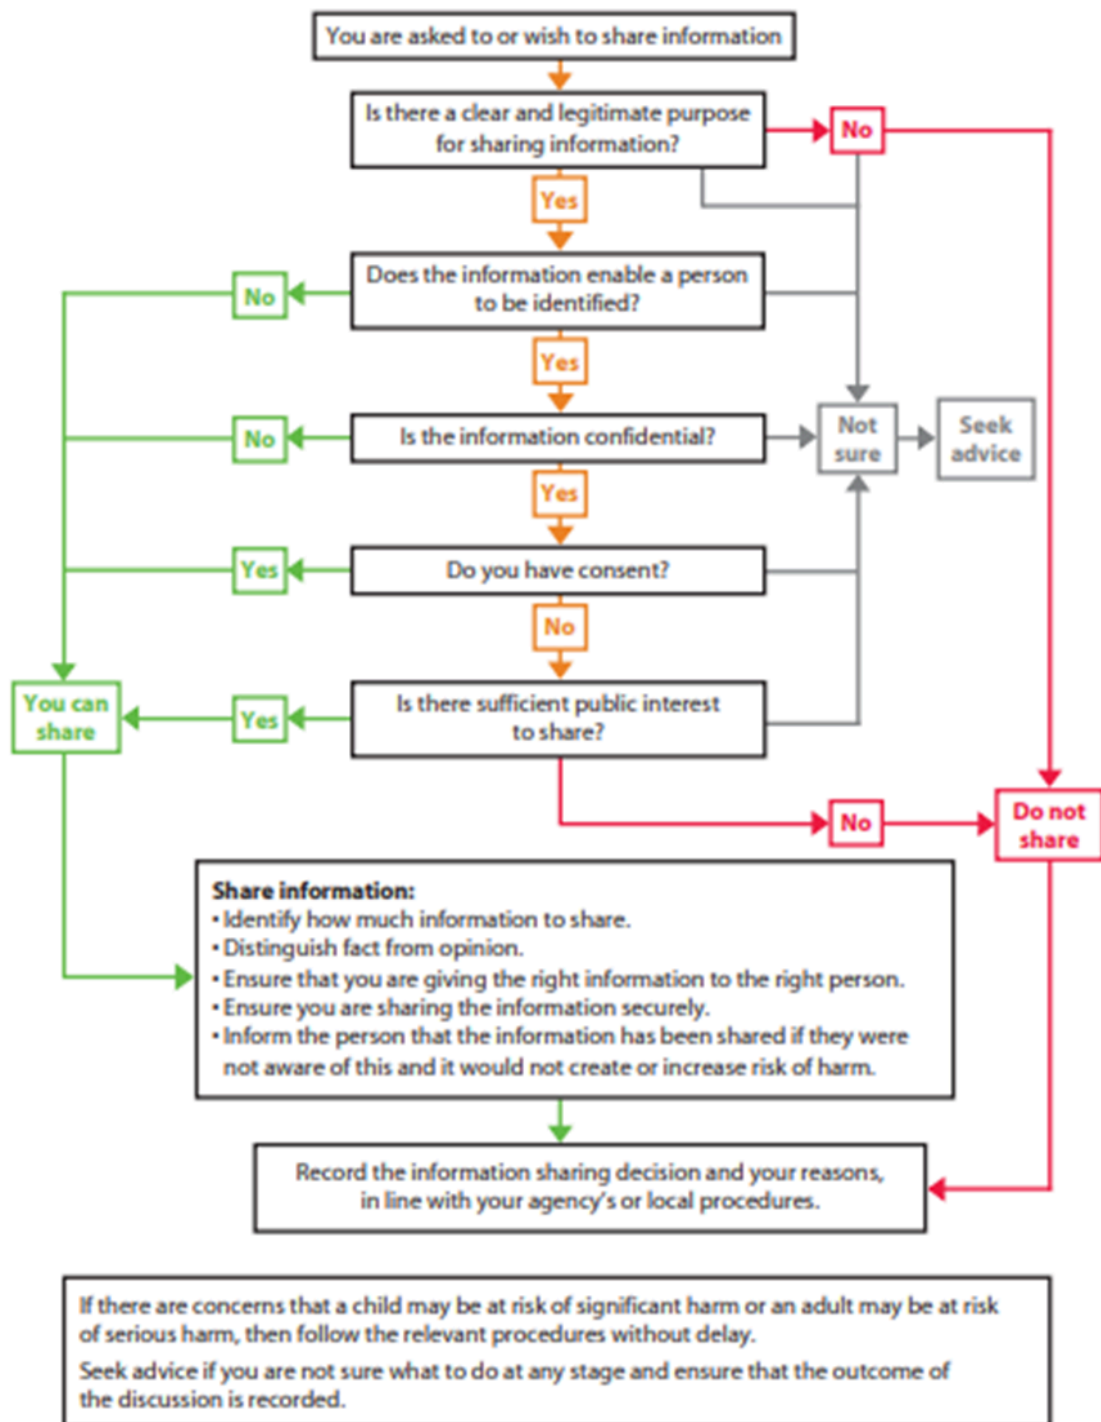 You are asked to or wish to share information
Is there a clear and legitimate purpose
for sharing information?
No
Yes
Does the information enable a person
to be identified?
No
Yes
Is the information confidential?
No
Not
sure
Seek
advice
Yes
Do you have consent?
Yes
No
Is there sufficient public interest
to share?
Yes
You can
share
No
Do not
share
Share information:
▪ Identify how much information to share.
▪ Distinguish fact from opinion.
▪ Ensure that you are giving the right information to the right person.
▪ Ensure you are sharing the information securely.
▪ Inform the person that the information has been shared if they were
not aware of this and it would not create or increase risk of harm.
Record the information sharing decision and your reasons,
in line with your agency's or local procedures.
If there are concerns that a child may be at risk of significant harm or an adult may be at risk
of serious harm, then follow the relevant procedures without delay.
Seek advice if you are not sure what to do at any stage and ensure that the outcome of
the discussion is recorded.